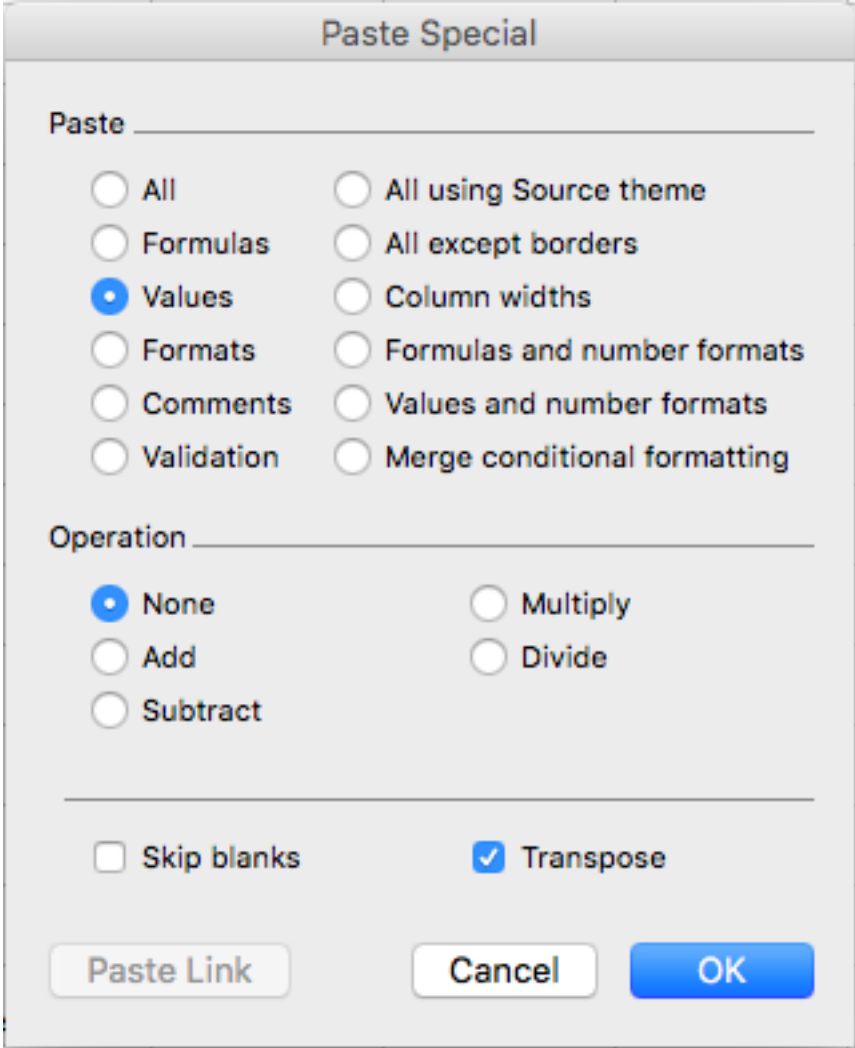 Paste Special
Paste
All
All using Source theme
Formulas
All except borders
Values
Column widths
Formats
Formulas and number formats
Comments
Values and number formats
Validation
Merge conditional formatting
Operation
None
Multiply
Add
Divide
Subtract
Skip blanks
Transpose
Paste Link
Cancel
OK